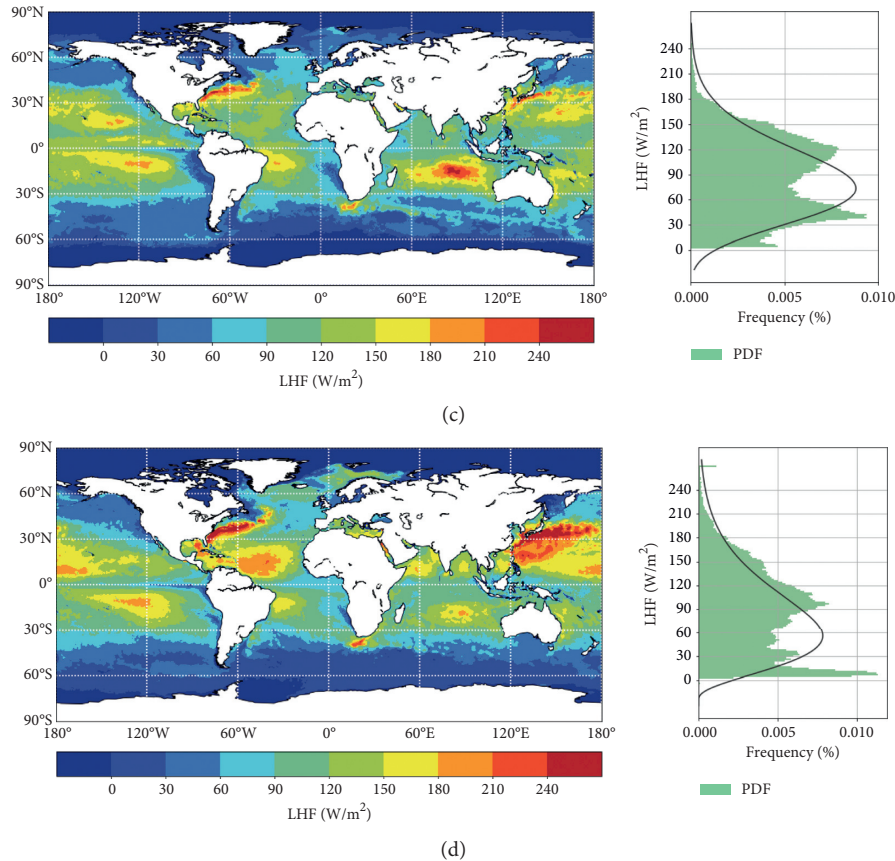 90°N
60°N
30°N
0°
30°S
60°S
90°S
180° 120°W 60°W 0° 60°E 120°E 180°
0 30 60 90 120 150 180 210 240
LHF (W/m²)
240
210
180
150
120
90
60
30
0
LHF (W/m²)
0.000 0.005 0.010
Frequency (%)
PDF
(c)
90°N
60°N
30°N
0°
30°S
60°S
90°S
180° 120°W 60°W 0° 60°E 120°E 180°
0 30 60 90 120 150 180 210 240
LHF (W/m²)
240
210
180
150
120
90
60
30
0
LHF (W/m²)
0.000 0.005 0.010
Frequency (%)
PDF
(d)